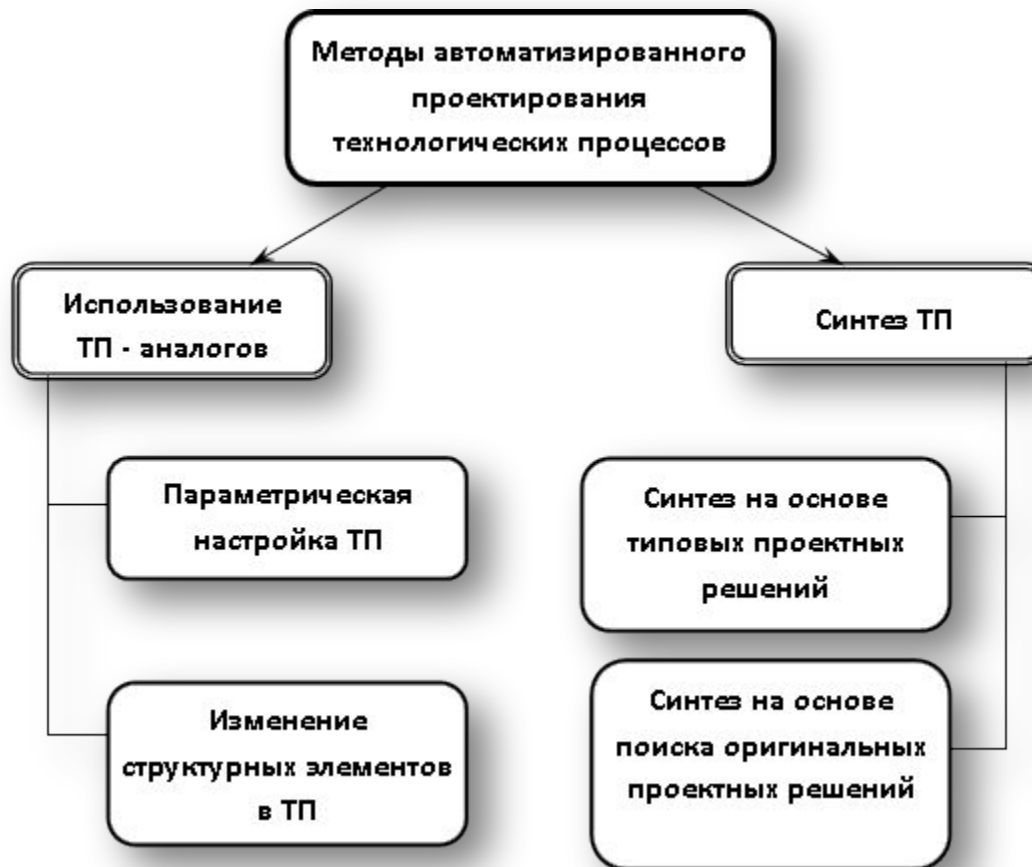 Методы автоматизированного
проектирования
технологических процессов
Использование
ТП - аналогов
Синтез ТП
Параметрическая
настройка ТП
Синтез на основе
типовых проектных
решений
Изменение
структурных элементов
в ТП
Синтез на основе
поиска оригинальных
проектных решений